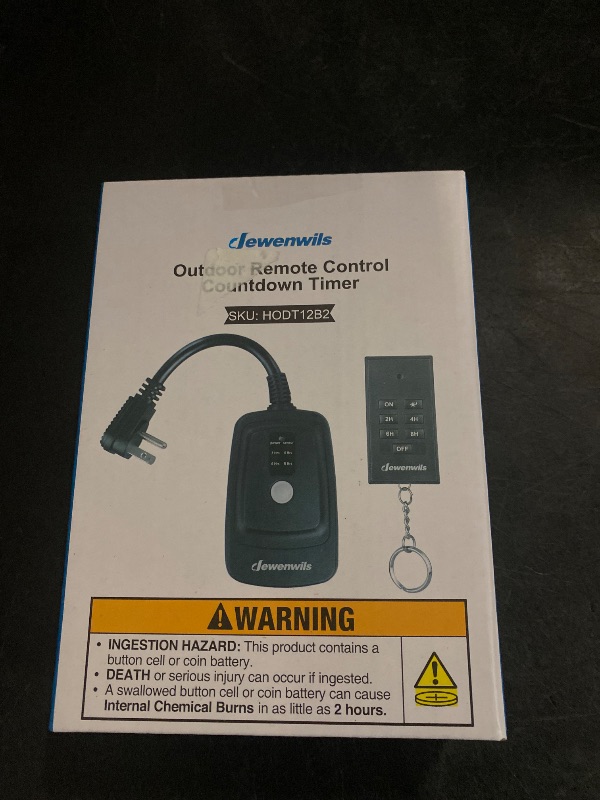 Dewenwils
Outdoor Remote Control
Countdown Timer
SKU: HODT12B2
ON
2H 4H
6H 8H
OFF
Dewenwils
Dewenwils
WARNING
• INGESTION HAZARD: This product contains a
button cell or coin battery.
• DEATH or serious injury can occur if ingested.
• A swallowed button cell or coin battery can cause
Internal Chemical Burns in as little as 2 hours.